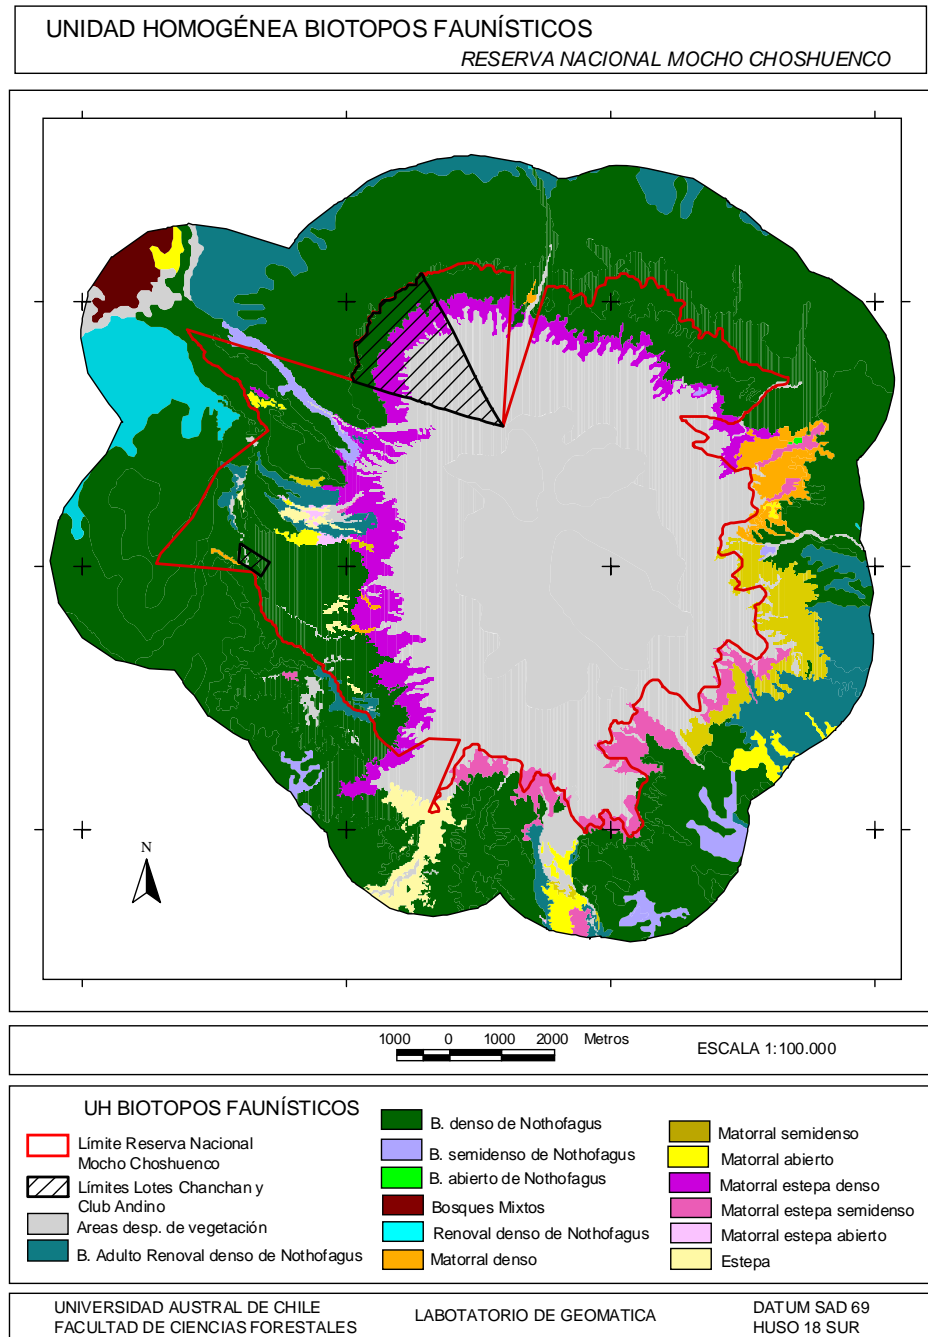 UNIDAD HOMOGÉNEA BIOTOPOS FAUNÍSTICOS
RESERVA NACIONAL MOCHO CHOSHUENCO
N
1000 0 1000 2000 Metros
ESCALA 1:100.000
UH BIOTOPOS FAUNÍSTICOS
Límite Reserva Nacional
Mocho Choshuenco
Límites Lotes Chanchan y
Club Andino
Areas desp. de vegetación
B. Adulto Renoval denso de Nothofagus
B. denso de Nothofagus
B. semidenso de Nothofagus
B. abierto de Nothofagus
Bosques Mixtos
Renoval denso de Nothofagus
Matorral denso
Matorral semidenso
Matorral abierto
Matorral estepa denso
Matorral estepa semidenso
Matorral estepa abierto
Estepa
UNIVERSIDAD AUSTRAL DE CHILE
FACULTAD DE CIENCIAS FORESTALES
LABOTATORIO DE GEOMATICA
DATUM SAD 69
HUSO 18 SUR